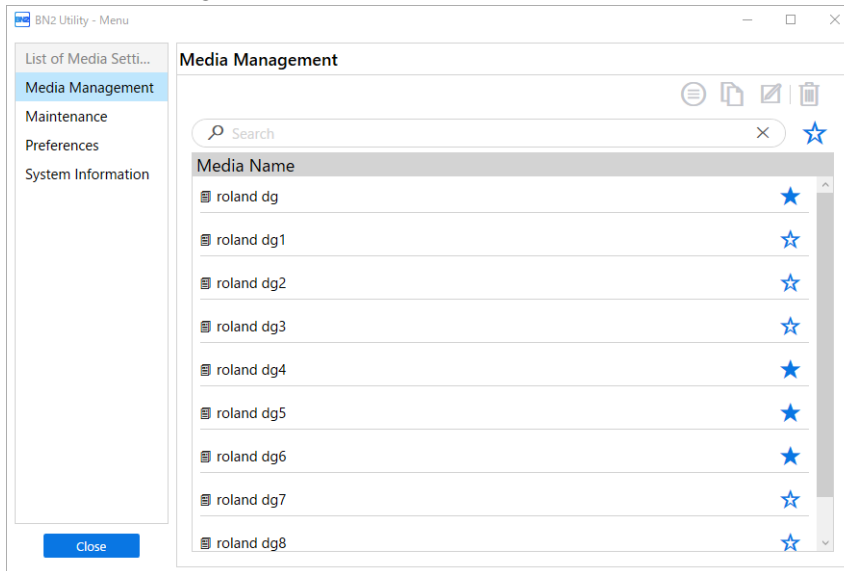 BN2 Utility - Menu
List of Media Setti...
Media Management
Maintenance
Preferences
System Information
Close
Media Management
Search
Media Name
roland dg
roland dg1
roland dg2
roland dg3
roland dg4
roland dg5
roland dg6
roland dg7
roland dg8